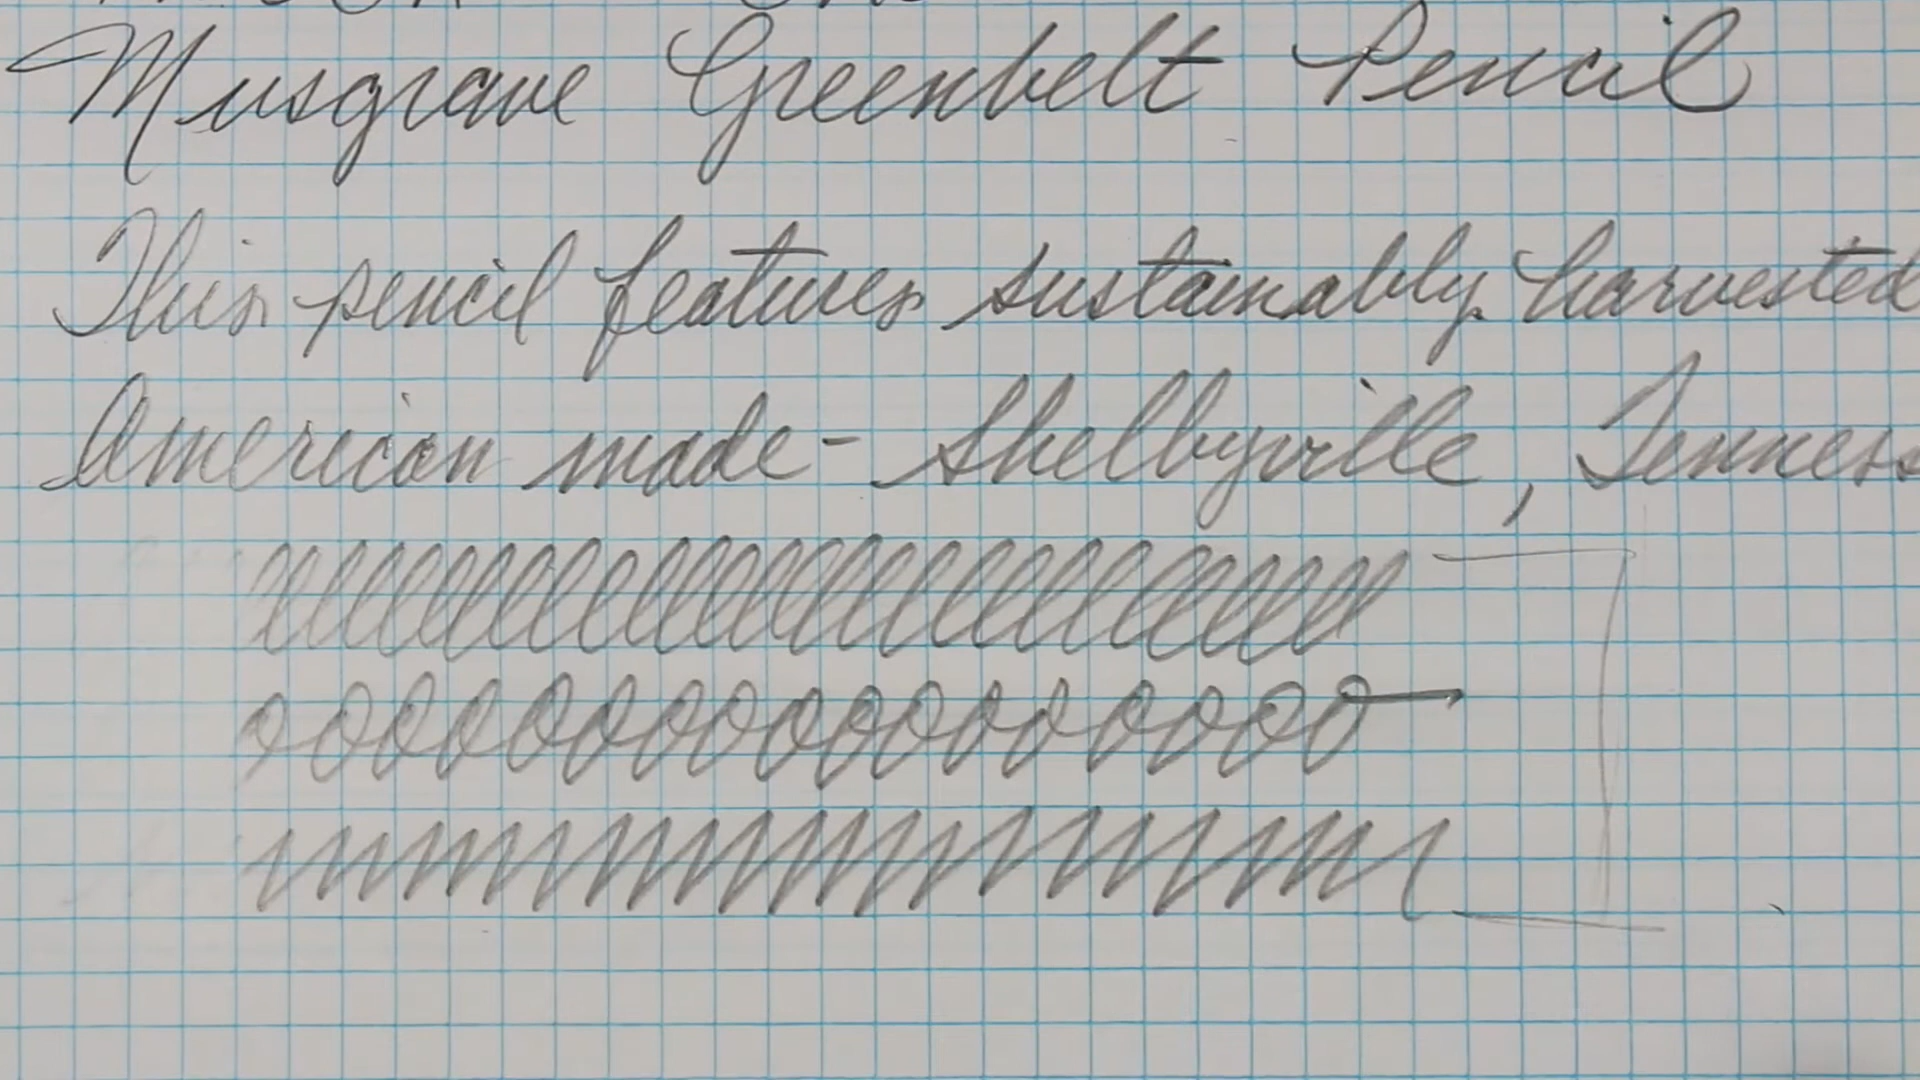 Musgrave Greenbelt Pencil
This pencil features sustainably harvested
American made - Shelbyville, Tenness